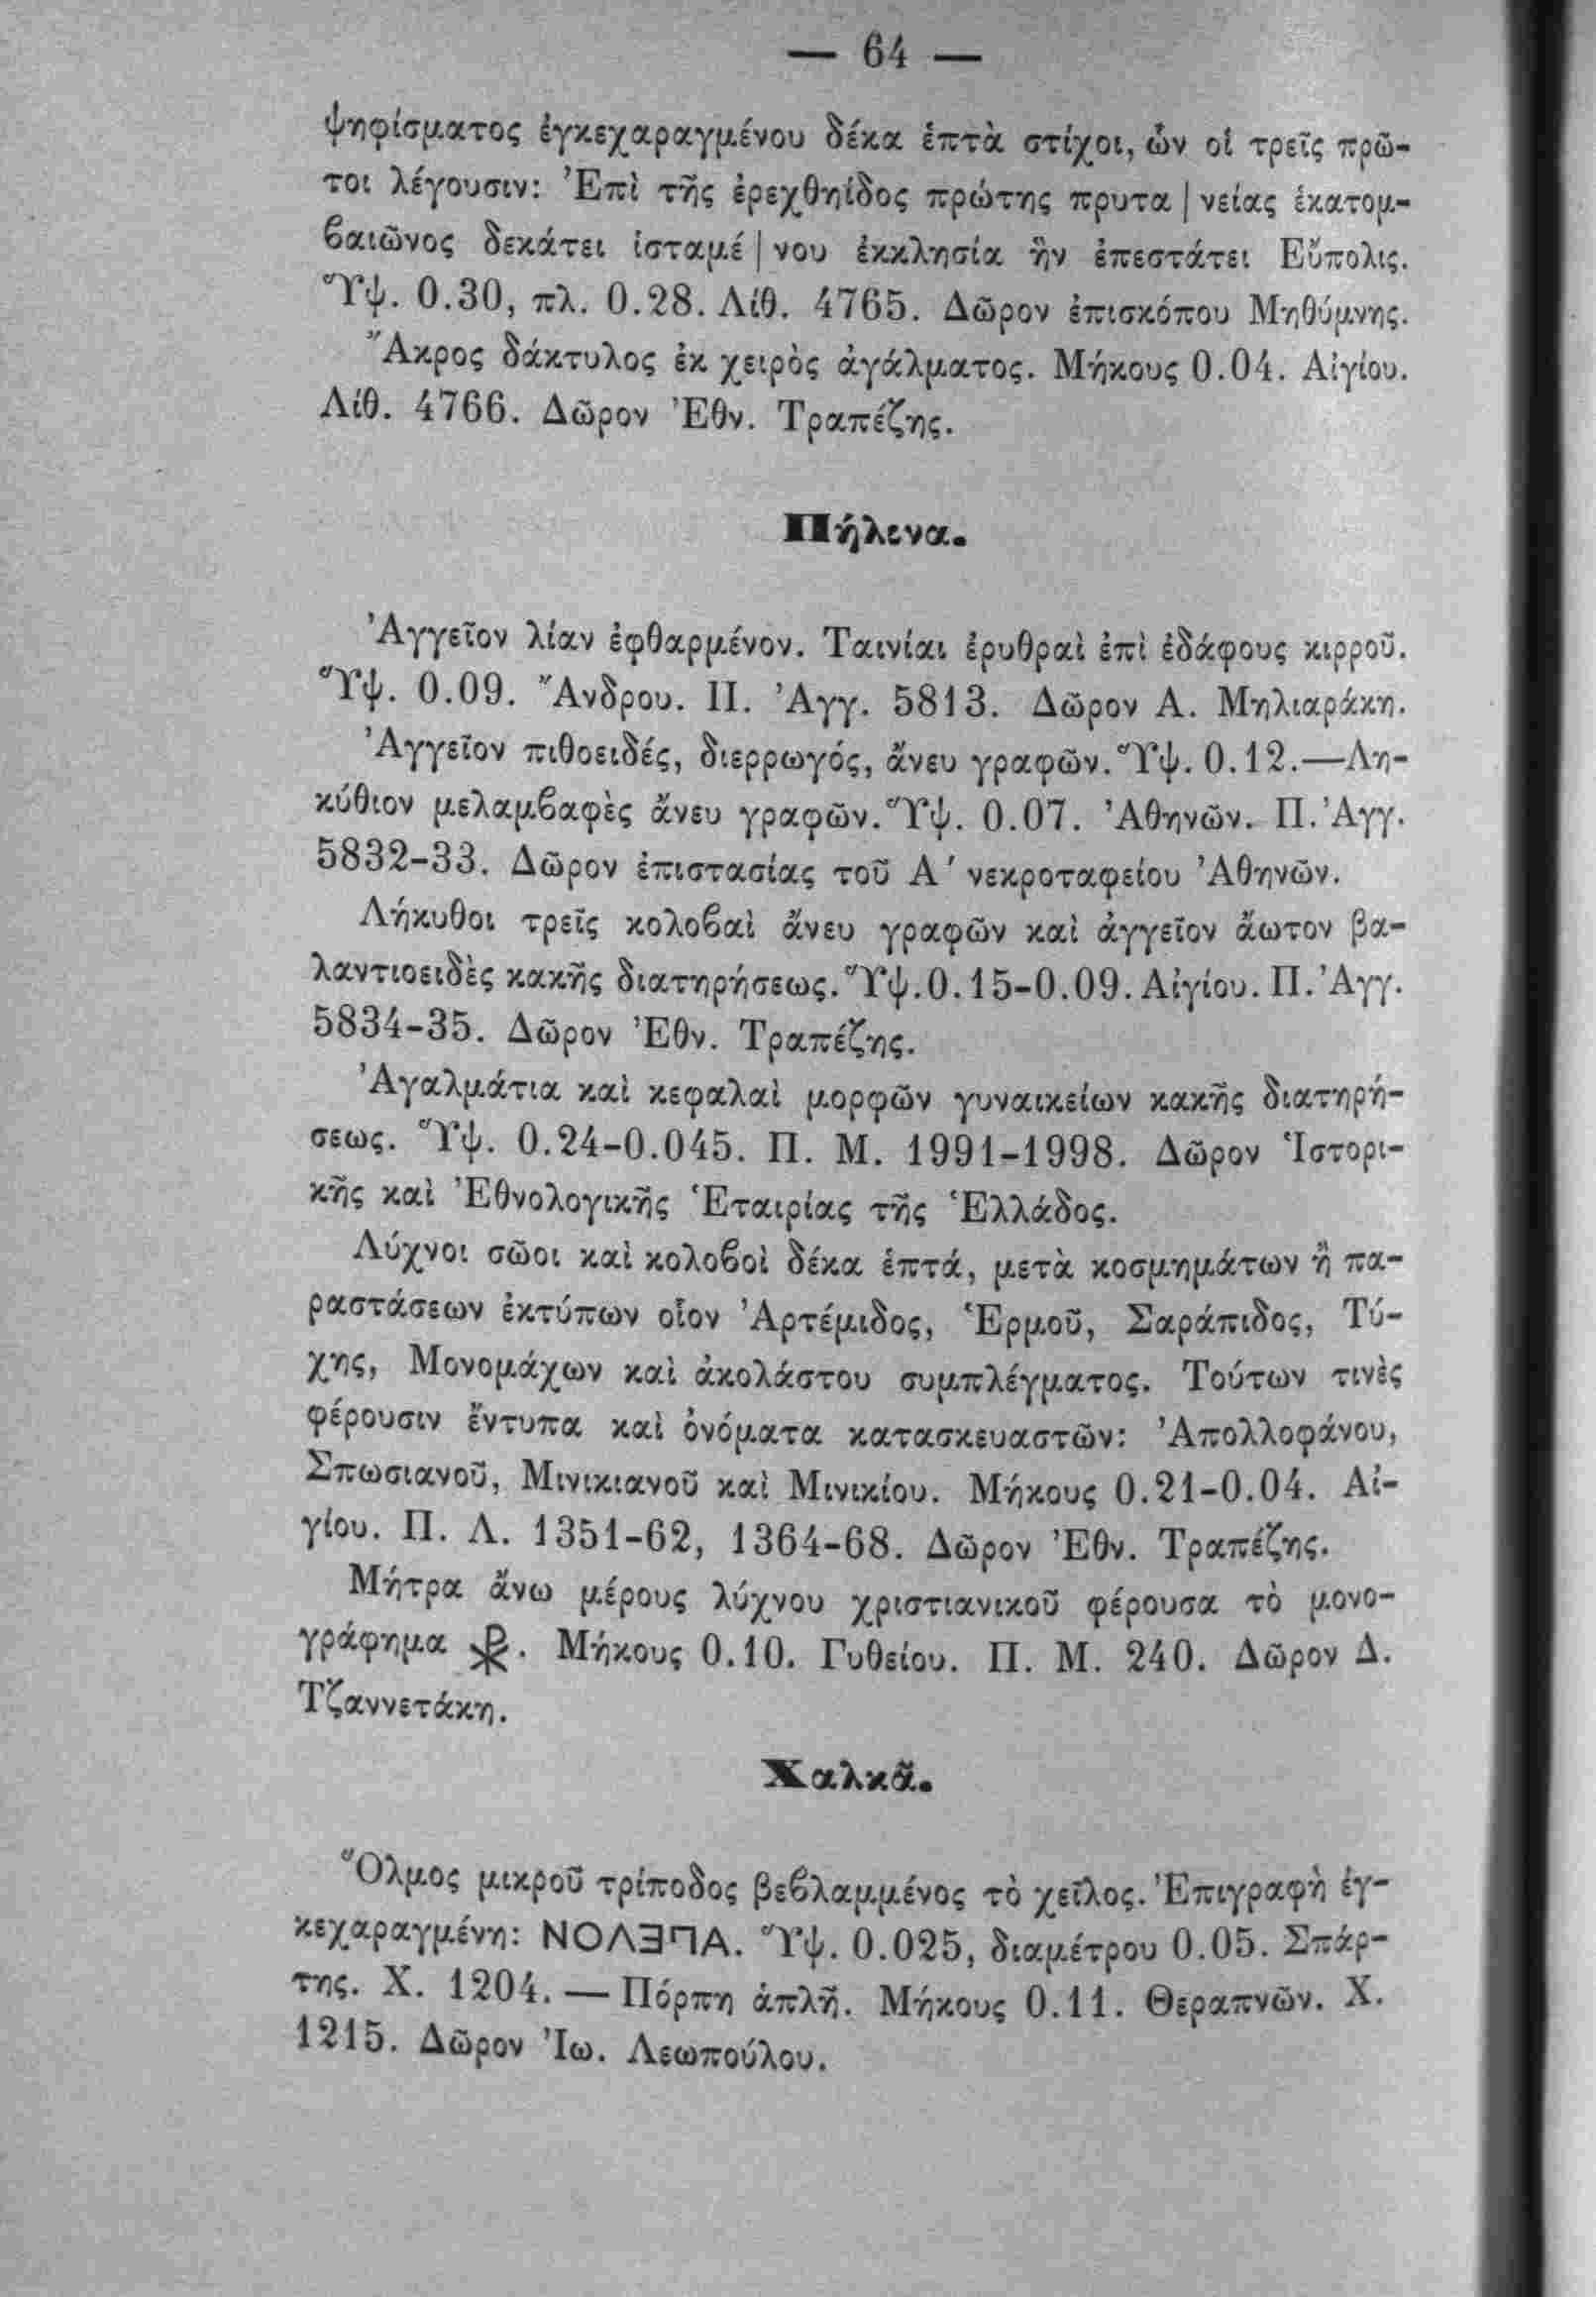 — 64 —
ψηφίσματος ἐγκεχαραγμένου δέκα ἑπτὰ στίχοι, ὧν οἱ τρεῖς πρῶ-
τοι λέγουσιν: Ἐπὶ τῆς ἐρεχθηίδος πρώτης πρυτα | νείας ἑκατομ-
ϐαιῶνος δεκάτει ἱσταμέ | νου ἐκκλησία ἣν ἐπεστάτει Εὔπολις.
Ὕψ. 0.30, πλ. 0.28. Λίθ. 4765. Δῶρον ἐπισκόπου Μηθύμνης.
Ἄκρος δάκτυλος ἐκ χειρὸς ἀγάλματος. Μήκους 0.04. Αἰγίου.
Λίθ. 4766. Δῶρον Ἐθν. Τραπέζης.
Πήλινα.
Ἀγγεῖον λίαν ἐφθαρμένον. Ταινίαι ἐρυθραὶ ἐπὶ ἐδάφους κιρροῦ.
Ὕψ. 0.09. Ἄνδρου. Π. Ἀγγ. 5813. Δῶρον Α. Μηλιαράκη.
Ἀγγεῖον πιθοειδές, διερρωγός, ἄνευ γραφῶν. Ὕψ. 0.12.—Λη-
κύθιον μελαμϐαφὲς ἄνευ γραφῶν. Ὕψ. 0.07. Ἀθηνῶν. Π. Ἀγγ.
5832-33. Δῶρον ἐπιστασίας τοῦ Α΄ νεκροταφείου Ἀθηνῶν.
Λήκυθοι τρεῖς κολοϐαὶ ἄνευ γραφῶν καὶ ἀγγεῖον ἄωτον βα-
λαντιοειδὲς κακῆς διατηρήσεως. Ὕψ. 0.15-0.09. Αἰγίου. Π. Ἀγγ.
5834-35. Δῶρον Ἐθν. Τραπέζης.
Ἀγαλμάτια καὶ κεφαλαὶ μορφῶν γυναικείων κακῆς διατηρή-
σεως. Ὕψ. 0.24-0.045. Π. Μ. 1991-1998. Δῶρον Ἱστορι-
κῆς καὶ Ἐθνολογικῆς Ἑταιρίας τῆς Ἑλλάδος.
Λύχνοι σῶοι καὶ κολοϐοὶ δέκα ἑπτά, μετὰ κοσμημάτων ἢ πα-
ραστάσεων ἐκτύπων οἷον Ἀρτέμιδος, Ἑρμοῦ, Σαράπιδος, Τύ-
χης, Μονομάχων καὶ ἀκολάστου συμπλέγματος. Τούτων τινὲς
φέρουσιν ἔντυπα καὶ ὀνόματα κατασκευαστῶν: Ἀπολλοφάνου,
Σπωσιανοῦ, Μινικιανοῦ καὶ Μινικίου. Μήκους 0.21-0.04. Αἰ-
γίου. Π. Λ. 1351-62, 1364-68. Δῶρον Ἐθν. Τραπέζης.
Μήτρα ἄνω μέρους λύχνου χριστιανικοῦ φέρουσα τὸ μονο-
γράφημα ☧. Μήκους 0.10. Γυθείου. Π. Μ. 240. Δῶρον Δ.
Τζαννετάκη.
Χαλκᾶ.
Ὅλμος μικροῦ τρίποδος βεϐλαμμένος τὸ χεῖλος. Ἐπιγραφὴ ἐγ-
κεχαραγμένη: ΝΟΛƎΠΑ. Ὕψ. 0.025, διαμέτρου 0.05. Σπάρ-
της. Χ. 1204. — Πόρπη ἁπλῆ. Μήκους 0.11. Θεραπνῶν. Χ.
1215. Δῶρον Ἰω. Λεωπούλου.